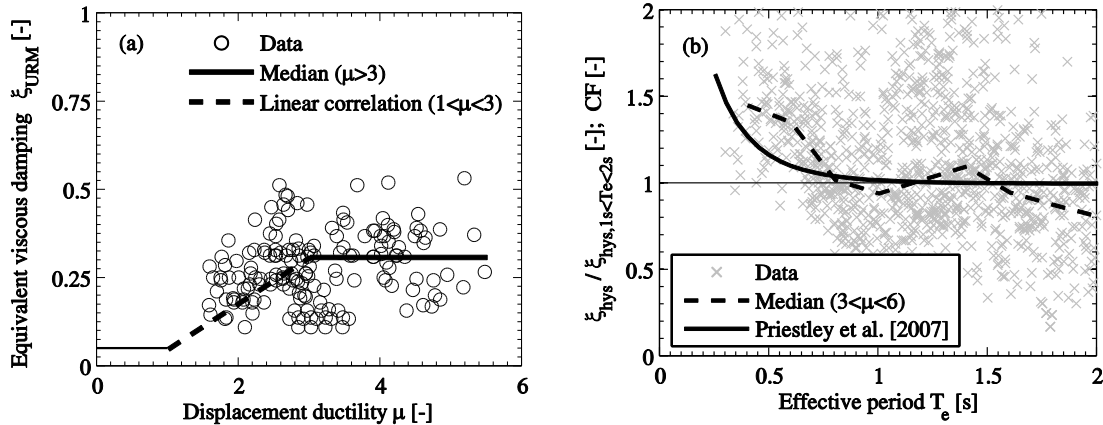 (a)
Data
Median (μ>3)
Linear correlation (1<μ<3)
Equivalent viscous damping ξURM [-]
1
0.75
0.5
0.25
0
0 2 4 6
Displacement ductility μ [-]
(b)
ξhys / ξhys,1s<Te<2s [-]; CF [-]
2
1.5
1
0.5
0
Data
Median (3<μ<6)
Priestley et al. [2007]
0 0.5 1 1.5 2
Effective period Te [s]